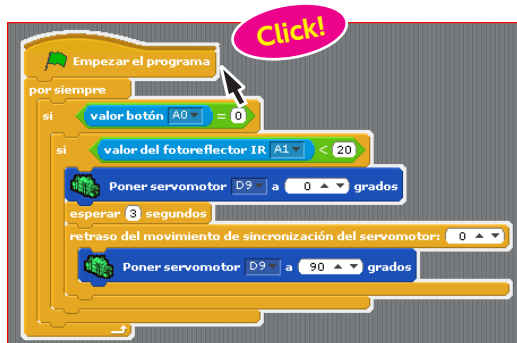 Click!
Empezar el programa
por siempre
si valor botón A0 = 0
si valor del fotoreflector IR A1 < 20
Poner servomotor D9 a 0 grados
esperar 3 segundos
retraso del movimiento de sincronización del servomotor: 0
Poner servomotor D9 a 90 grados